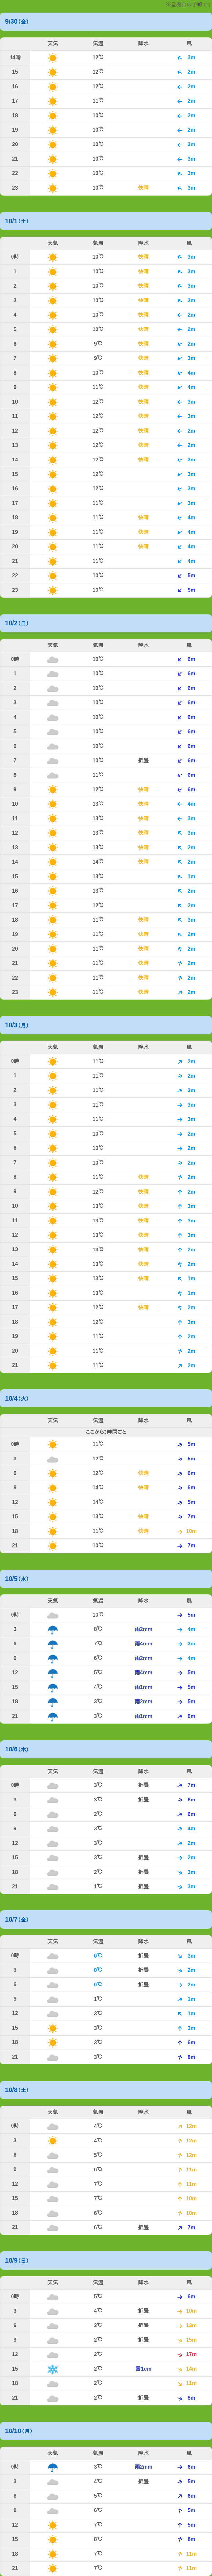 9/30(金)
天気 気温 降水 風
14時 12℃ 3m
15 12℃ 2m
16 12℃ 2m
17 11℃ 2m
18 10℃ 2m
19 10℃ 2m
20 10℃ 3m
21 10℃ 3m
22 10℃ 3m
23 10℃ 快晴 3m
10/1(土)
天気 気温 降水 風
0時 10℃ 快晴 3m
1 10℃ 快晴 3m
2 10℃ 快晴 3m
3 10℃ 快晴 3m
4 10℃ 快晴 2m
5 10℃ 快晴 2m
6 9℃ 快晴 2m
7 9℃ 快晴 3m
8 10℃ 快晴 4m
9 11℃ 快晴 4m
10 12℃ 快晴 3m
11 12℃ 快晴 3m
12 12℃ 快晴 2m
13 12℃ 快晴 2m
14 12℃ 快晴 3m
15 12℃ 3m
16 12℃ 3m
17 11℃ 3m
18 11℃ 快晴 4m
19 11℃ 快晴 4m
20 11℃ 快晴 4m
21 11℃ 4m
22 10℃ 5m
23 10℃ 5m
10/2(日)
天気 気温 降水 風
0時 10℃ 6m
1 10℃ 6m
2 10℃ 6m
3 10℃ 6m
4 10℃ 6m
5 10℃ 6m
6 10℃ 6m
7 10℃ 折畳 6m
8 11℃ 6m
9 12℃ 快晴 6m
10 13℃ 快晴 4m
11 13℃ 快晴 3m
12 13℃ 快晴 3m
13 13℃ 快晴 2m
14 14℃ 快晴 2m
15 13℃ 1m
16 13℃ 2m
17 12℃ 2m
18 11℃ 快晴 3m
19 11℃ 快晴 2m
20 11℃ 快晴 2m
21 11℃ 快晴 2m
22 11℃ 快晴 2m
23 11℃ 快晴 2m
10/3(月)
天気 気温 降水 風
0時 11℃ 2m
1 11℃ 2m
2 11℃ 3m
3 11℃ 3m
4 11℃ 3m
5 10℃ 2m
6 10℃ 2m
7 10℃ 2m
8 11℃ 快晴 2m
9 12℃ 快晴 2m
10 13℃ 快晴 3m
11 13℃ 快晴 3m
12 13℃ 快晴 3m
13 13℃ 快晴 2m
14 13℃ 快晴 2m
15 13℃ 快晴 1m
16 13℃ 1m
17 12℃ 快晴 2m
18 12℃ 3m
19 11℃ 2m
20 11℃ 2m
21 11℃ 2m
10/4(火)
天気 気温 降水 風
ここから3時間ごと
0時 11℃ 5m
3 12℃ 5m
6 12℃ 快晴 6m
9 14℃ 快晴 6m
12 14℃ 5m
15 13℃ 快晴 7m
18 11℃ 快晴 10m
21 10℃ 7m
10/5(水)
天気 気温 降水 風
0時 10℃ 5m
3 8℃ 雨2mm 4m
6 7℃ 雨4mm 3m
9 6℃ 雨2mm 4m
12 5℃ 雨4mm 5m
15 4℃ 雨1mm 5m
18 3℃ 雨2mm 5m
21 3℃ 雨1mm 6m
10/6(木)
天気 気温 降水 風
0時 3℃ 折畳 7m
3 3℃ 折畳 6m
6 2℃ 6m
9 3℃ 4m
12 3℃ 2m
15 3℃ 折畳 2m
18 2℃ 折畳 3m
21 1℃ 折畳 3m
10/7(金)
天気 気温 降水 風
0時 0℃ 折畳 3m
3 0℃ 折畳 2m
6 0℃ 折畳 2m
9 1℃ 1m
12 3℃ 1m
15 3℃ 3m
18 3℃ 6m
21 3℃ 8m
10/8(土)
天気 気温 降水 風
0時 4℃ 12m
3 4℃ 12m
6 5℃ 12m
9 6℃ 11m
12 7℃ 11m
15 7℃ 10m
18 6℃ 10m
21 6℃ 折畳 7m
10/9(日)
天気 気温 降水 風
0時 5℃ 6m
3 4℃ 折畳 10m
6 3℃ 折畳 13m
9 2℃ 折畳 15m
12 2℃ 17m
15 2℃ 雪1cm 14m
18 2℃ 11m
21 2℃ 折畳 8m
10/10(月)
天気 気温 降水 風
0時 3℃ 雨2mm 6m
3 4℃ 折畳 5m
6 5℃ 6m
9 6℃ 5m
12 7℃ 5m
15 8℃ 8m
18 7℃ 11m
21 7℃ 11m